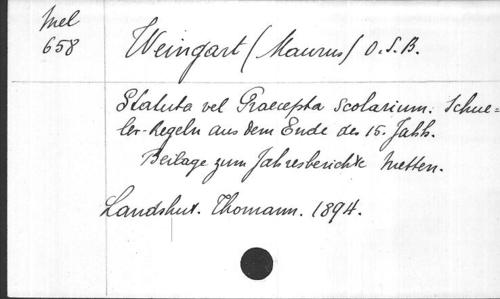 Mel
658
Weingart (Maurus) O.S.B.
Statuta vel Praecepta Scolarium. Schue=
ler-Regeln aus dem Ende des 15. Jahh.
Beilage zum Jahresberichte Metten.
Landshut. Thomann. 1894.